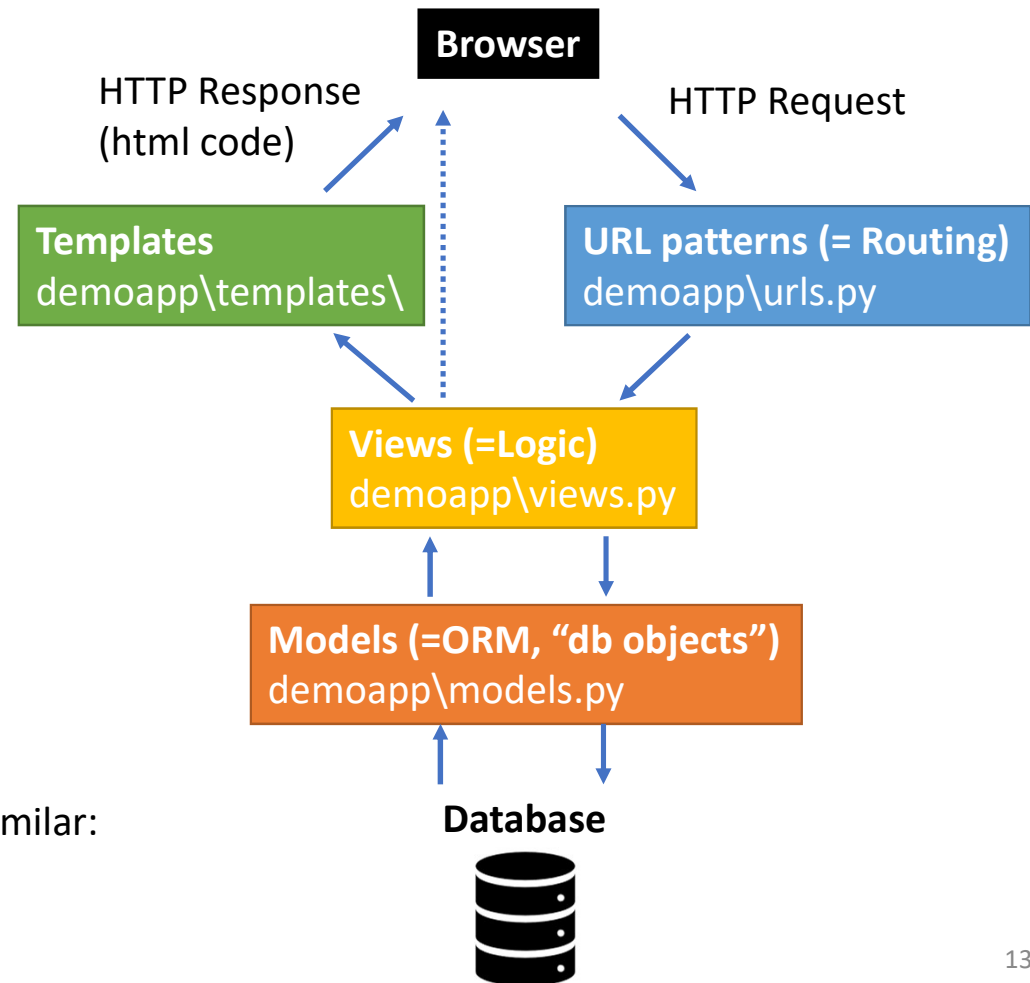 Browser
HTTP Response
(html code)
HTTP Request
Templates
demoapp\templates\
URL patterns (= Routing)
demoapp\urls.py
Views (=Logic)
demoapp\views.py
Models (=ORM, “db objects”)
demoapp\models.py
milar:
Database
13